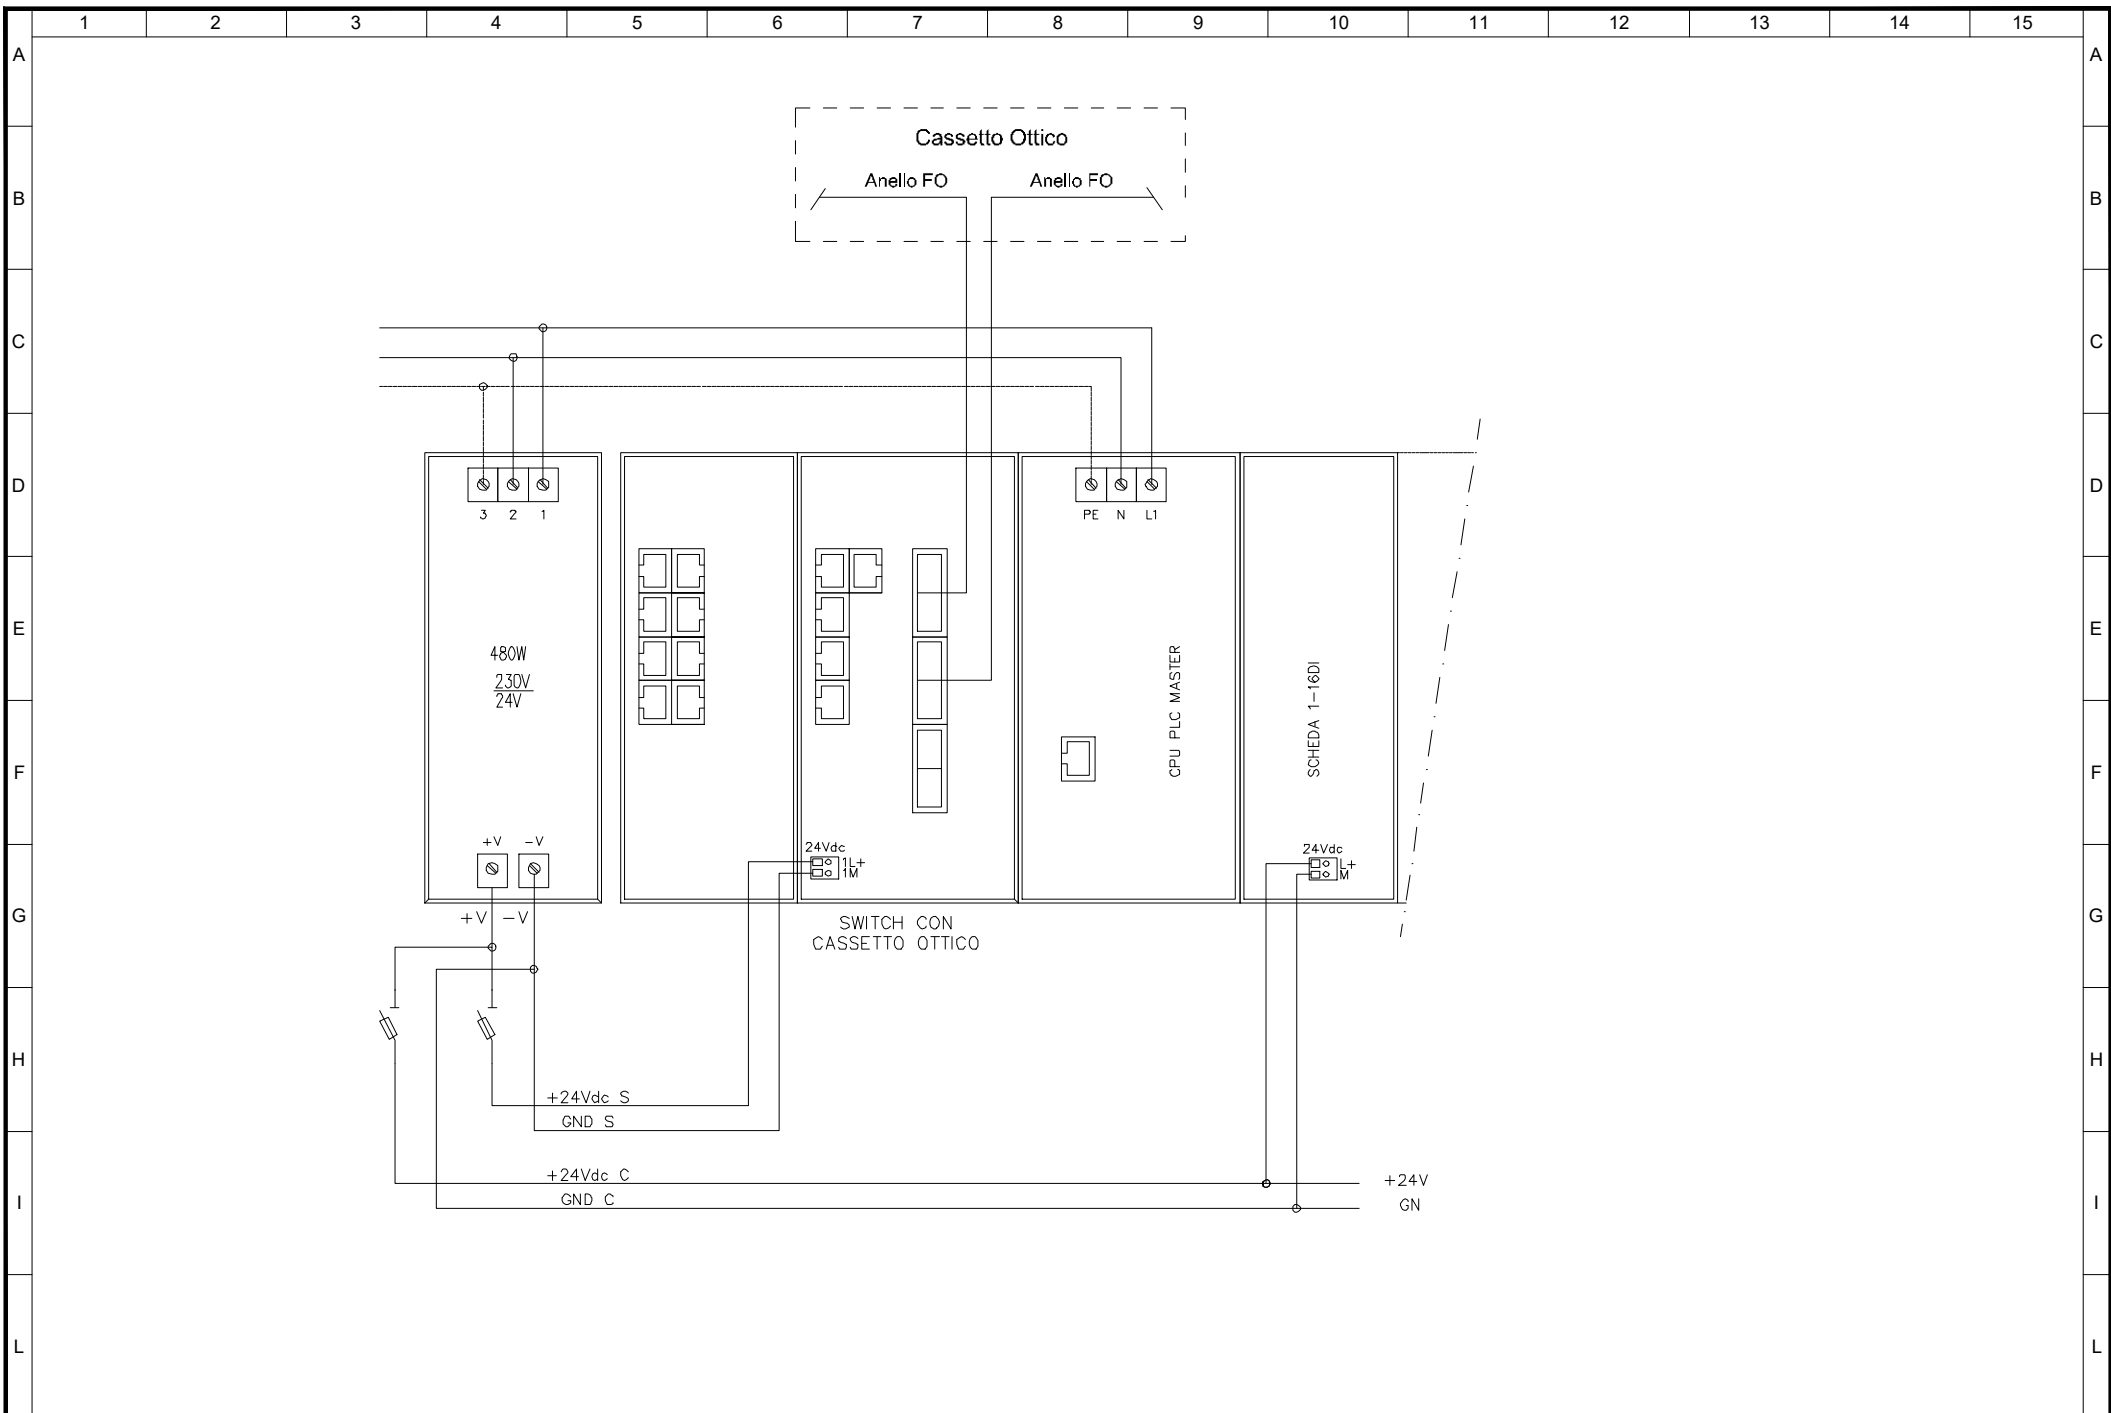 1 2 3 4 5 6 7 8 9 10 11 12 13 14 15
A A
Cassetto Ottico
Anello FO Anello FO
B B
C C
D D
3 2 1
PE N L1
E E
480W
230V
24V
CPU PLC MASTER
SCHEDA 1-16DI
F F
+V -V
24Vdc
1L+
1M
24Vdc
L+
M
G G
+V -V
SWITCH CON
CASSETTO OTTICO
H H
+24Vdc S
GND S
+24Vdc C
GND C
+24V
GN
I I
L L